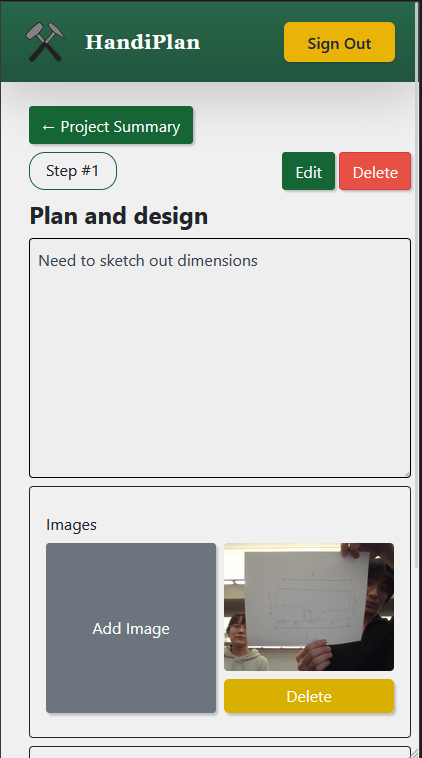 HandiPlan
Sign Out
← Project Summary
Step #1
Edit
Delete
Plan and design
Need to sketch out dimensions
Images
Add Image
Delete